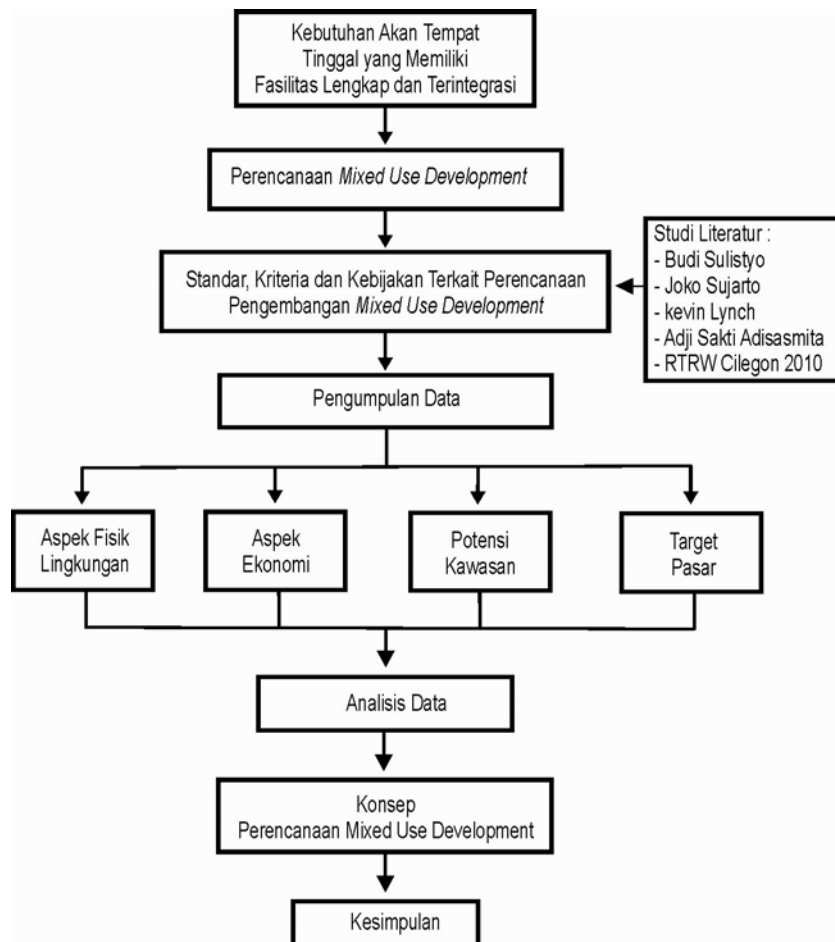 Kebutuhan Akan Tempat
Tinggal yang Memiliki
Fasilitas Lengkap dan Terintegrasi
Perencanaan Mixed Use Development
Studi Literatur :
- Budi Sulistyo
- Joko Sujarto
- kevin Lynch
- Adji Sakti Adisasmita
- RTRW Cilegon 2010
Standar, Kriteria dan Kebijakan Terkait Perencanaan
Pengembangan Mixed Use Development
Pengumpulan Data
Aspek Fisik
Lingkungan
Aspek
Ekonomi
Potensi
Kawasan
Target
Pasar
Analisis Data
Konsep
Perencanaan Mixed Use Development
Kesimpulan